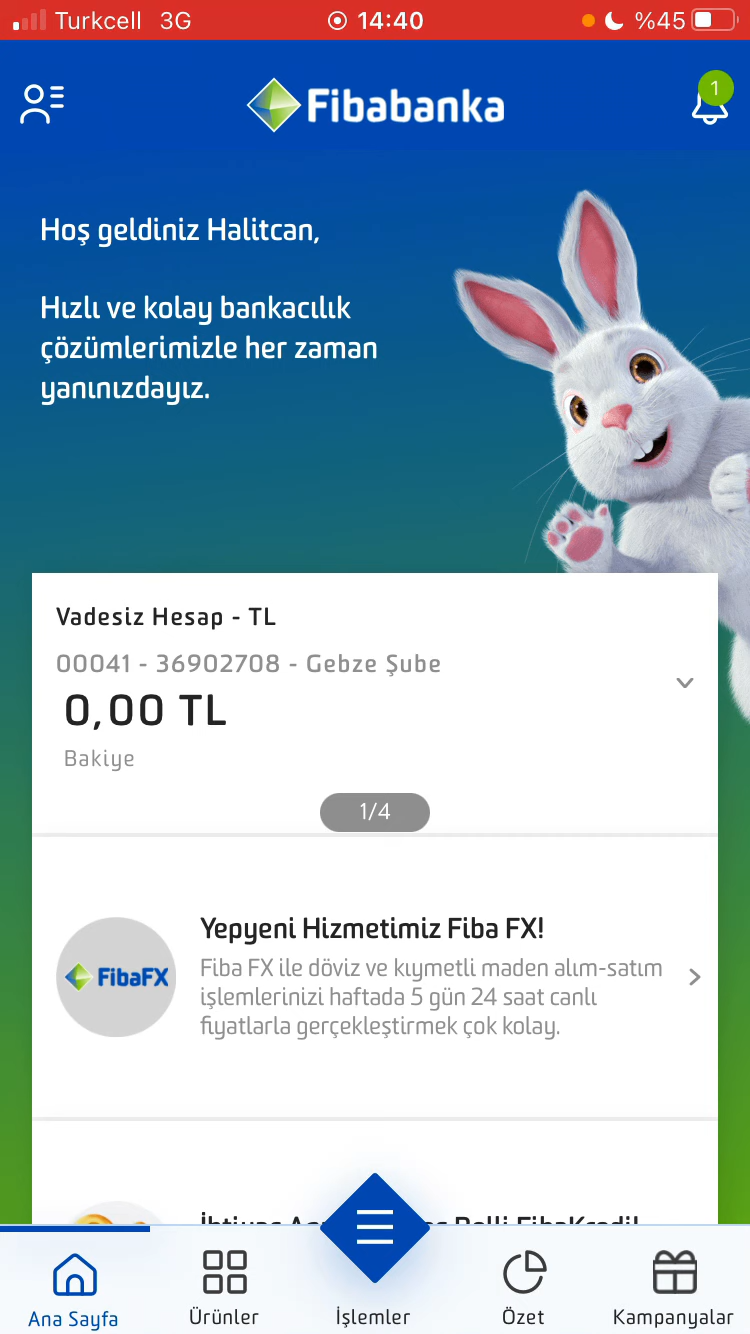 Turkcell 3G 14:40 %45
Fibabanka
1
Hoş geldiniz Halitcan,
Hızlı ve kolay bankacılık
çözümlerimizle her zaman
yanınızdayız.
Vadesiz Hesap - TL
00041 - 36902708 - Gebze Şube
0,00 TL
Bakiye
1/4
Yepyeni Hizmetimiz Fiba FX!
FibaFX
Fiba FX ile döviz ve kıymetli maden alım-satım
işlemlerinizi haftada 5 gün 24 saat canlı
fiyatlarla gerçekleştirmek çok kolay.
Ana Sayfa
Ürünler
İşlemler
Özet
Kampanyalar